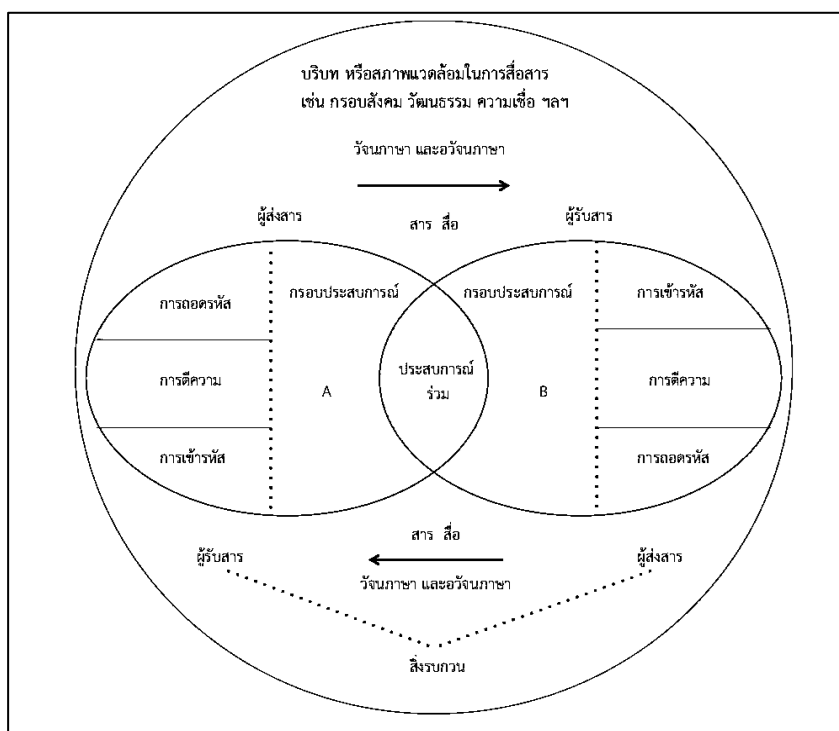 บริบท หรือสภาพแวดล้อมในการสื่อสาร
เช่น กรอบสังคม วัฒนธรรม ความเชื่อ ฯลฯ
วัจนภาษา และอวัจนภาษา
ผู้ส่งสาร
สาร สื่อ
ผู้รับสาร
การถอดรหัส
กรอบประสบการณ์
กรอบประสบการณ์
การเข้ารหัส
การตีความ
A
ประสบการณ์
ร่วม
B
การตีความ
การเข้ารหัส
การถอดรหัส
สาร สื่อ
ผู้รับสาร
ผู้ส่งสาร
วัจนภาษา และอวัจนภาษา
สิ่งรบกวน